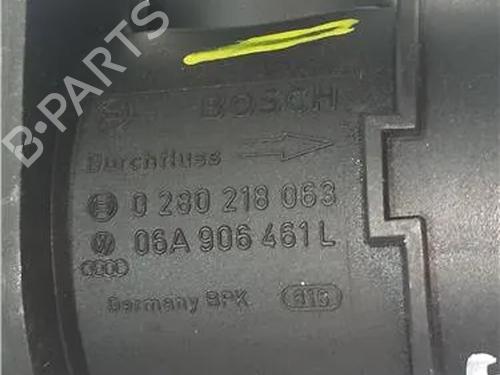 B-PARTS
BOSCH
Durchfluss
0 280 218 063
06A 906 461 L
Germany BPK